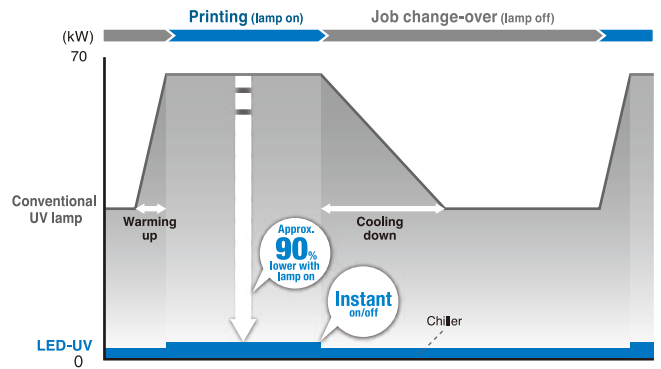 Printing (lamp on)
Job change-over (lamp off)
(kW)
70
Conventional
UV lamp
Warming
up
Cooling
down
Approx.
90%
lower with
lamp on
Instant
on/off
Chiller
LED-UV
0